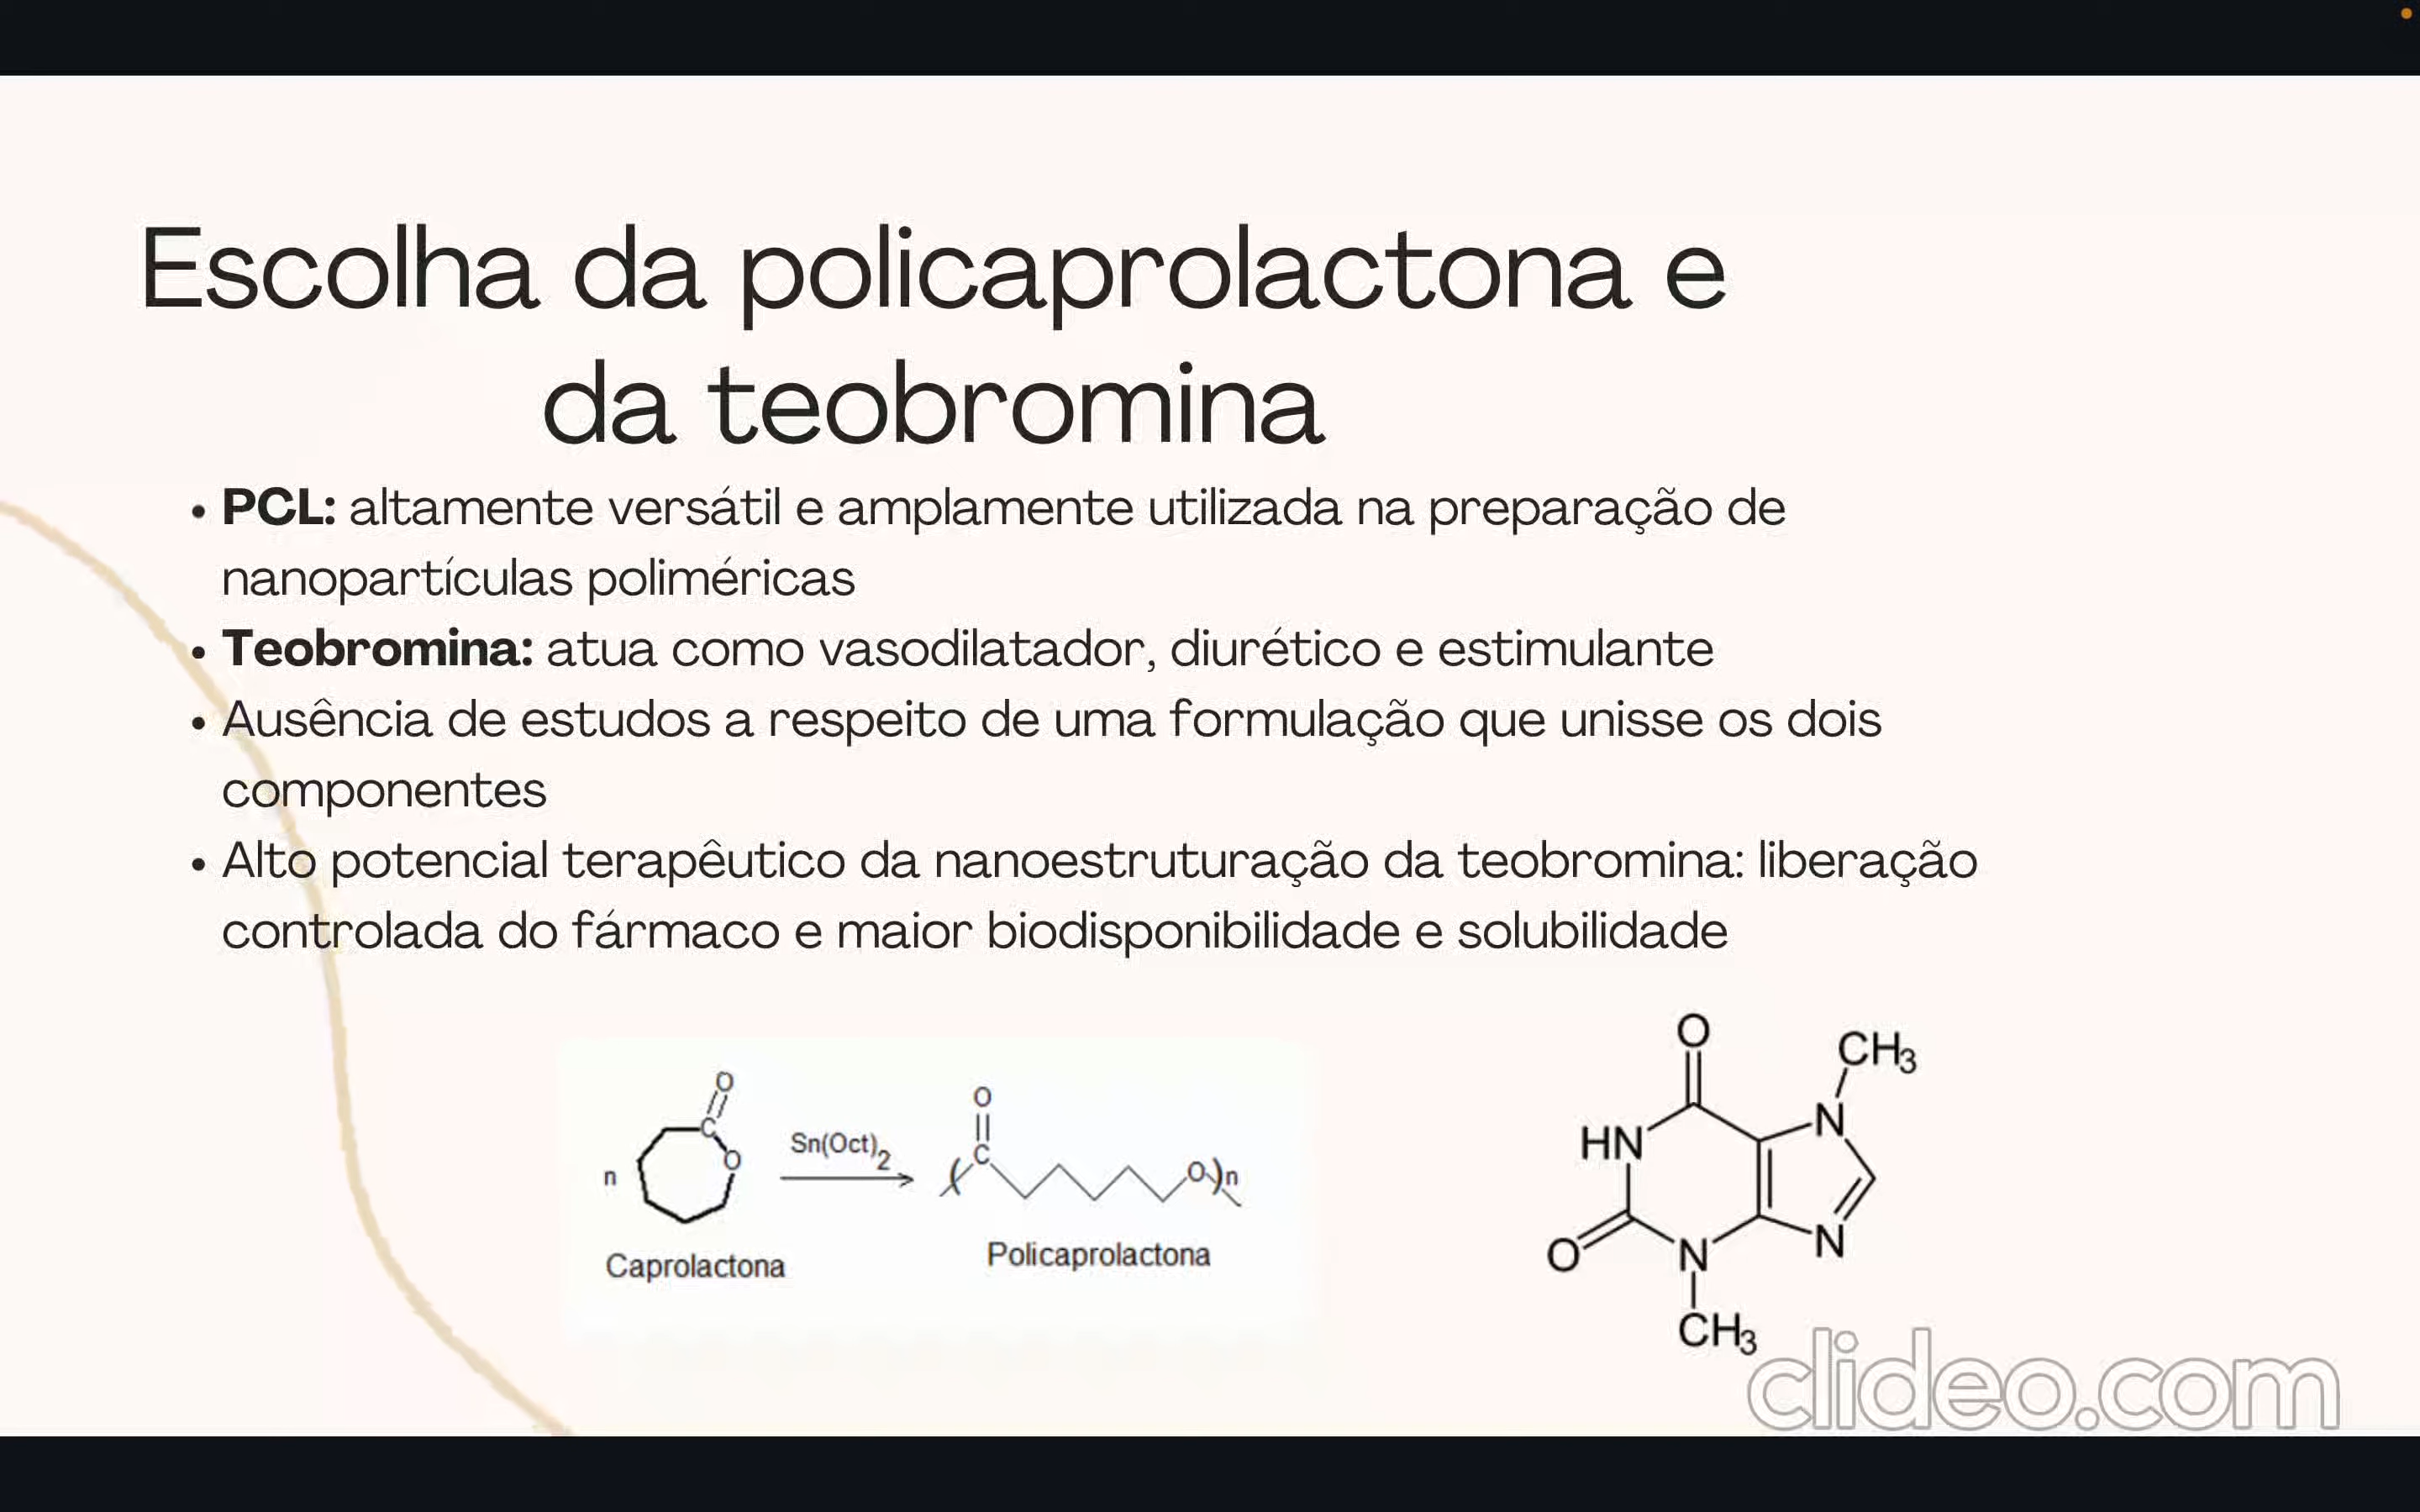 Escolha da policaprolactona e
da teobromina
• PCL: altamente versátil e amplamente utilizada na preparação de
nanopartículas poliméricas
• Teobromina: atua como vasodilatador, diurético e estimulante
• Ausência de estudos a respeito de uma formulação que unisse os dois
componentes
• Alto potencial terapêutico da nanoestruturação da teobromina: liberação
controlada do fármaco e maior biodisponibilidade e solubilidade
O
C
O
n
Caprolactona
Sn(Oct)2
O
C
O
n
Policaprolactona
O
CH3
HN
N
O
N
N
CH3
clideo.com